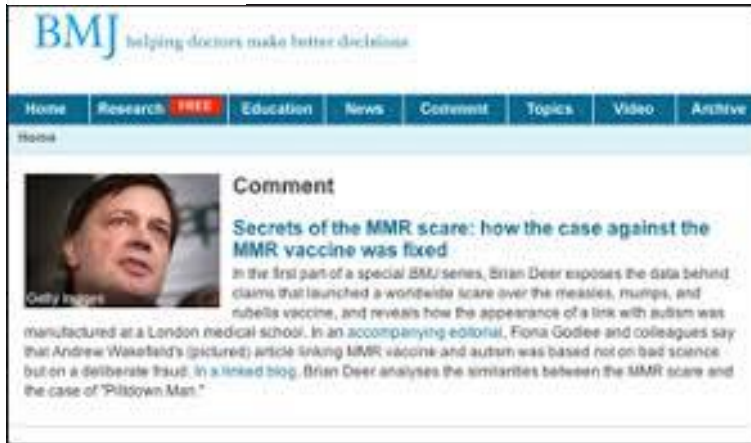 BMJ helping doctors make better decisions
Home Research FREE Education News Comment Topics Video Archive
Home
Comment
Secrets of the MMR scare: how the case against the
MMR vaccine was fixed
In the first part of a special BMJ series, Brian Deer exposes the data behind
claims that launched a worldwide scare over the measles, mumps, and
rubella vaccine, and reveals how the appearance of a link with autism was
Getty Images
manufactured at a London medical school. In an accompanying editorial, Fiona Godlee and colleagues say
that Andrew Wakefield's (pictured) article linking MMR vaccine and autism was based not on bad science
but on a deliberate fraud. In a linked blog, Brian Deer analyses the similarities between the MMR scare and
the case of "Piltdown Man."